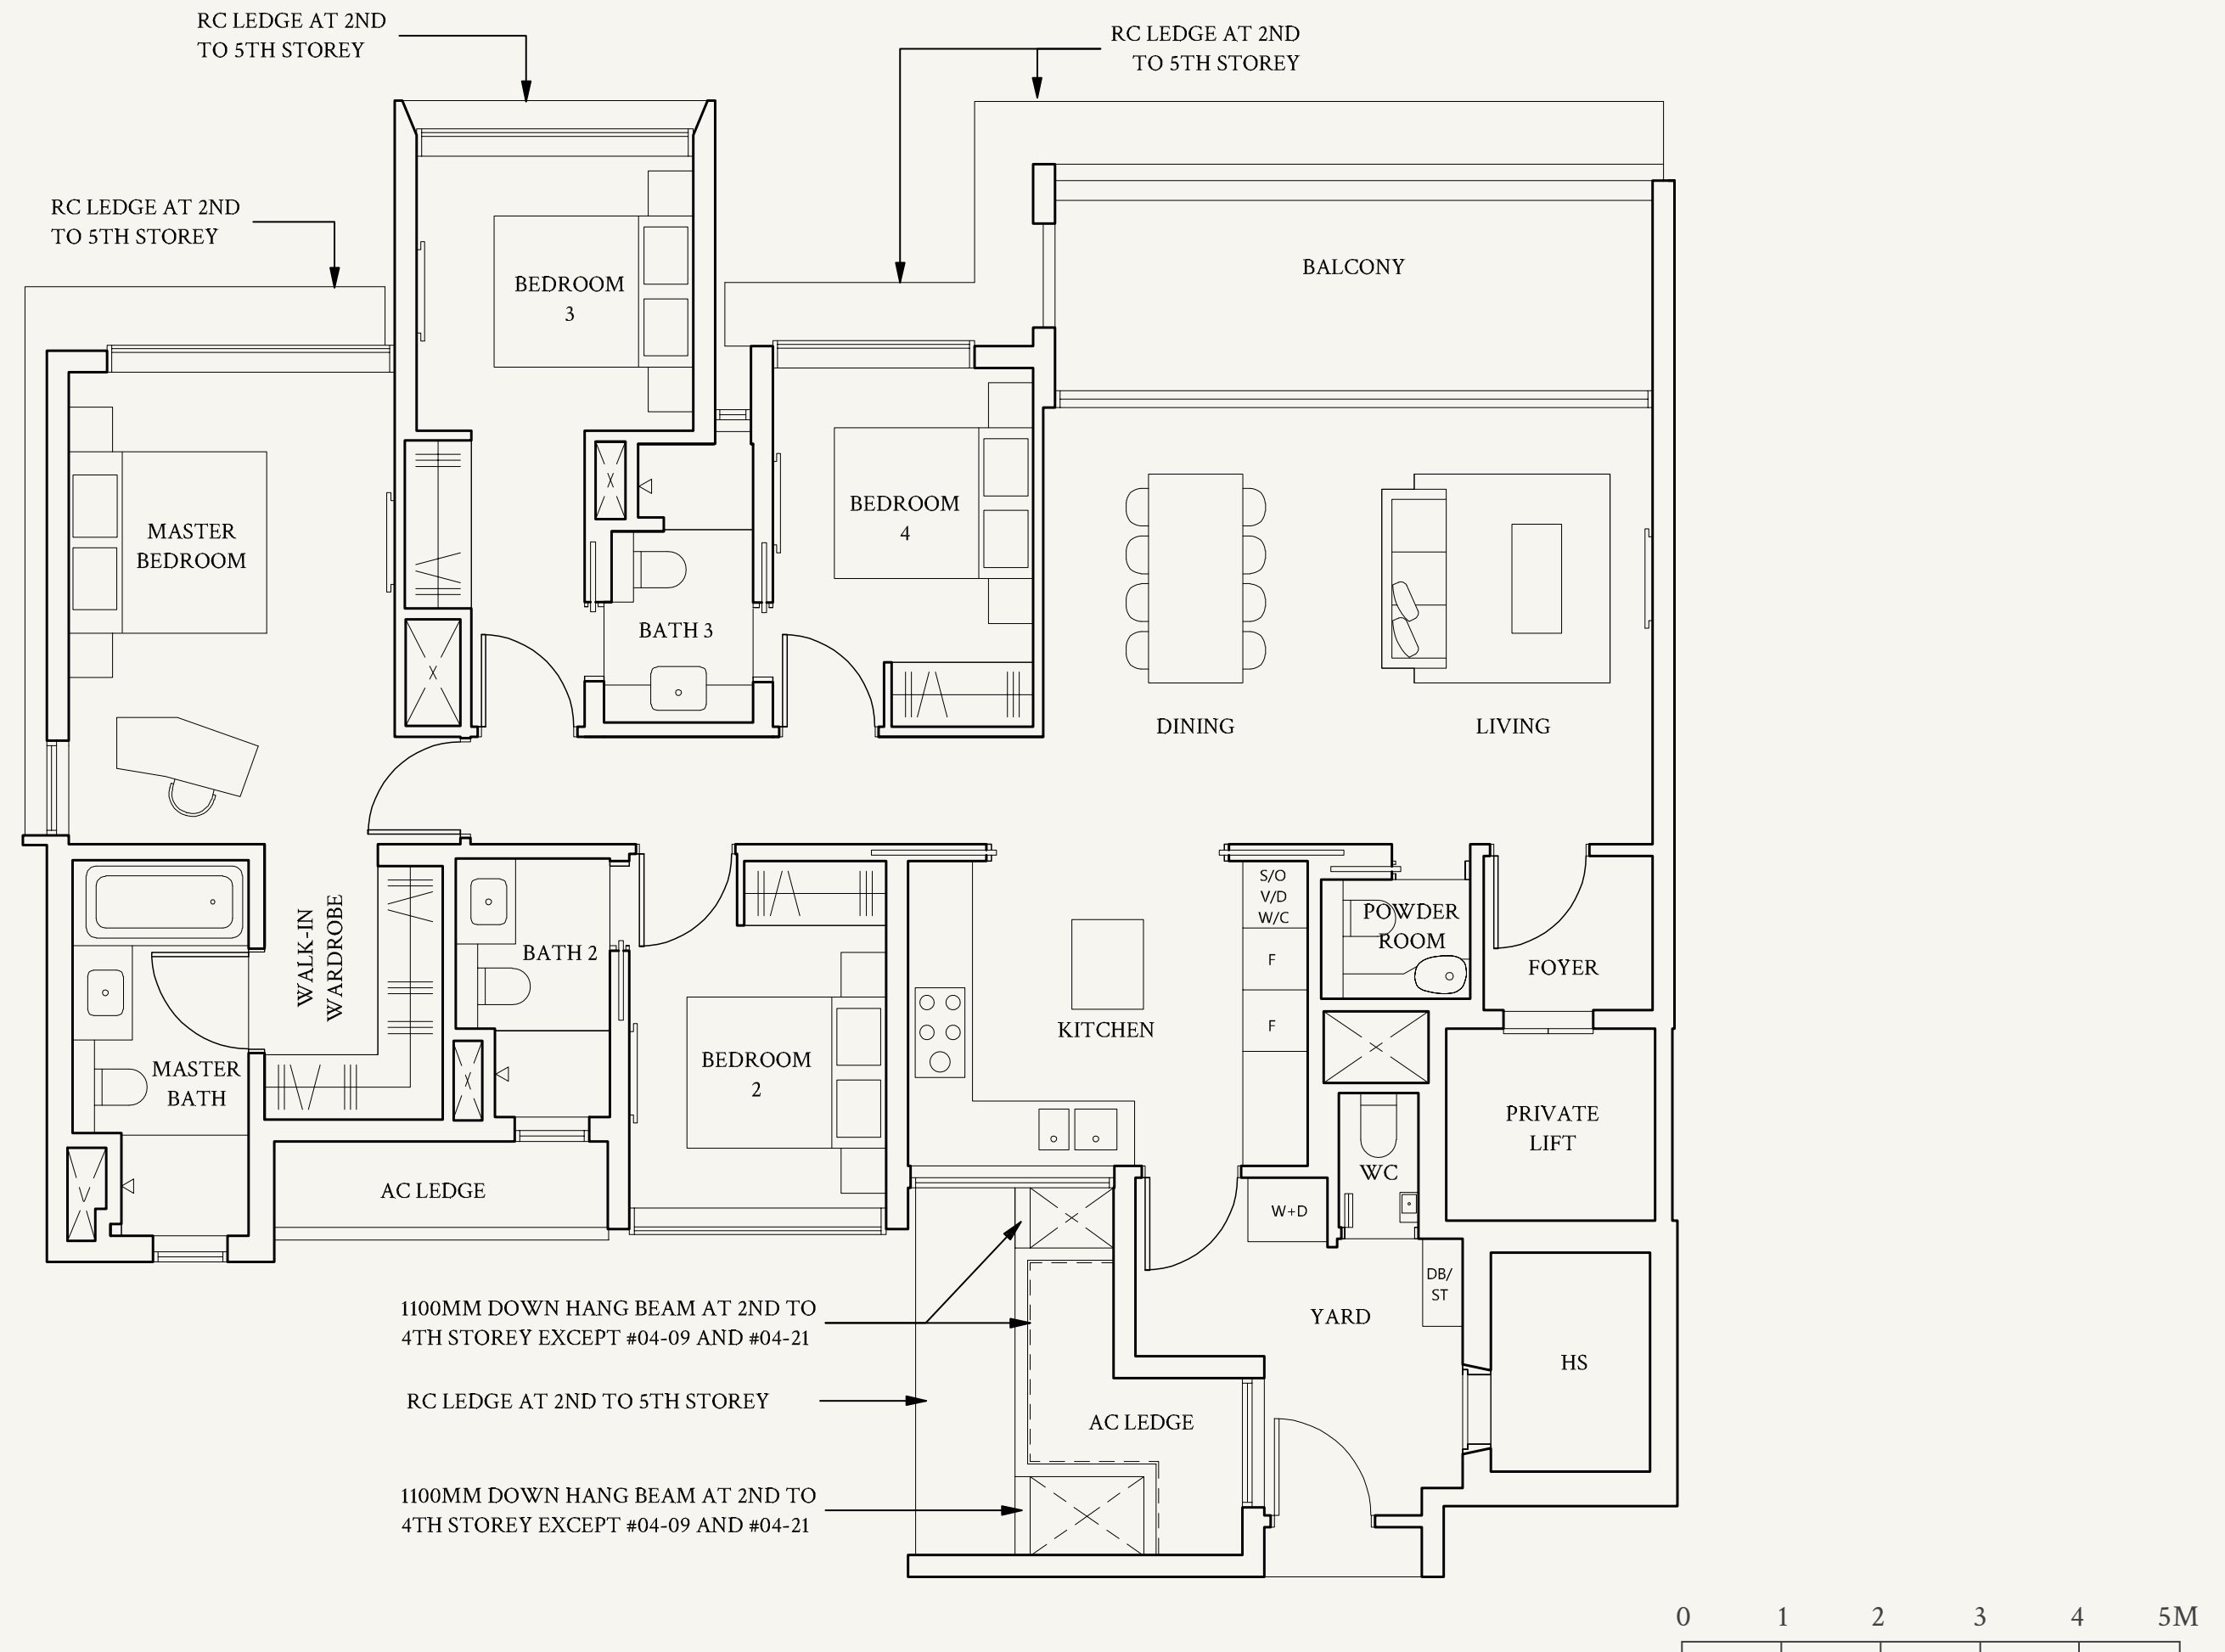 RC LEDGE AT 2ND
TO 5TH STOREY
RC LEDGE AT 2ND
TO 5TH STOREY
RC LEDGE AT 2ND
TO 5TH STOREY
BALCONY
BEDROOM
3
MASTER
BEDROOM
BEDROOM
4
BATH 3
DINING
LIVING
WALK-IN
WARDROBE
BATH 2
S/O
V/D
W/C
F
F
POWDER
ROOM
FOYER
KITCHEN
MASTER
BATH
BEDROOM
2
PRIVATE
LIFT
WC
AC LEDGE
W+D
DB/
ST
YARD
HS
1100MM DOWN HANG BEAM AT 2ND TO
4TH STOREY EXCEPT #04-09 AND #04-21
RC LEDGE AT 2ND TO 5TH STOREY
AC LEDGE
1100MM DOWN HANG BEAM AT 2ND TO
4TH STOREY EXCEPT #04-09 AND #04-21
0 1 2 3 4 5M